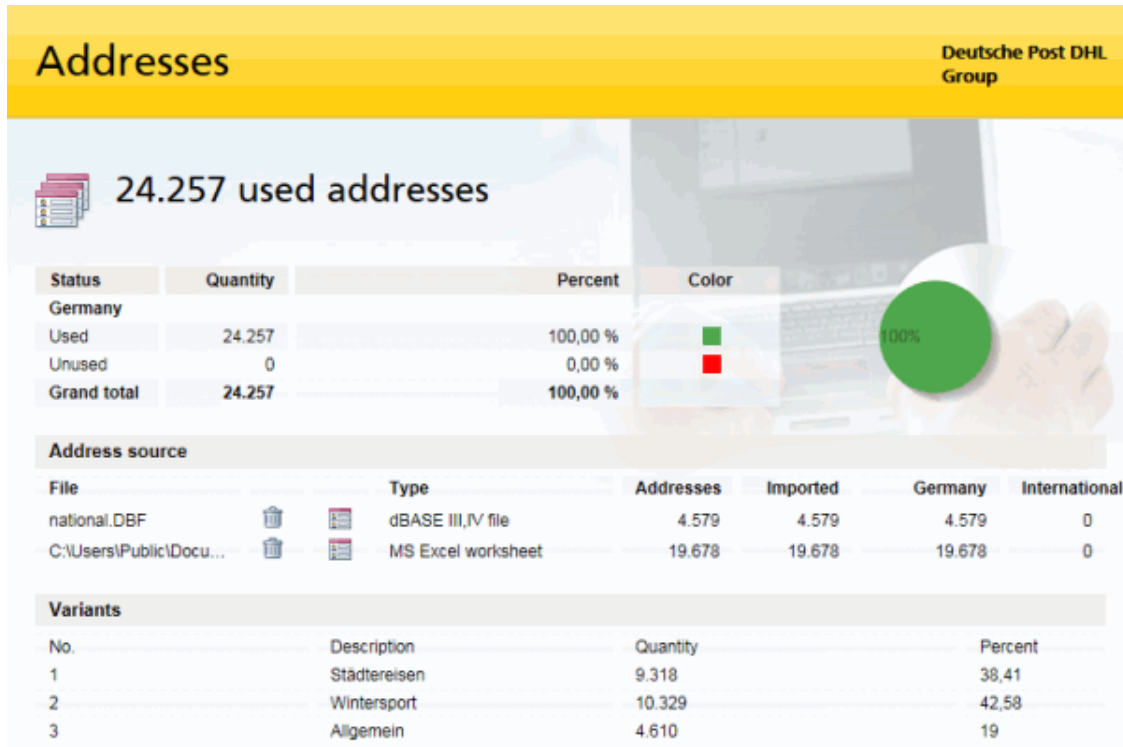 Addresses
Deutsche Post DHL
Group
24.257 used addresses
Status Quantity Percent Color
Germany
Used 24.257 100,00 %
100%
Unused 0 0,00 %
Grand total 24.257 100,00 %
Address source
File Type Addresses Imported Germany International
national.DBF dBASE III,IV file 4.579 4.579 4.579 0
C:\Users\Public\Docu... MS Excel worksheet 19.678 19.678 19.678 0
Variants
No. Description Quantity Percent
1 Städtereisen 9.318 38,41
2 Wintersport 10.329 42,58
3 Allgemein 4.610 19